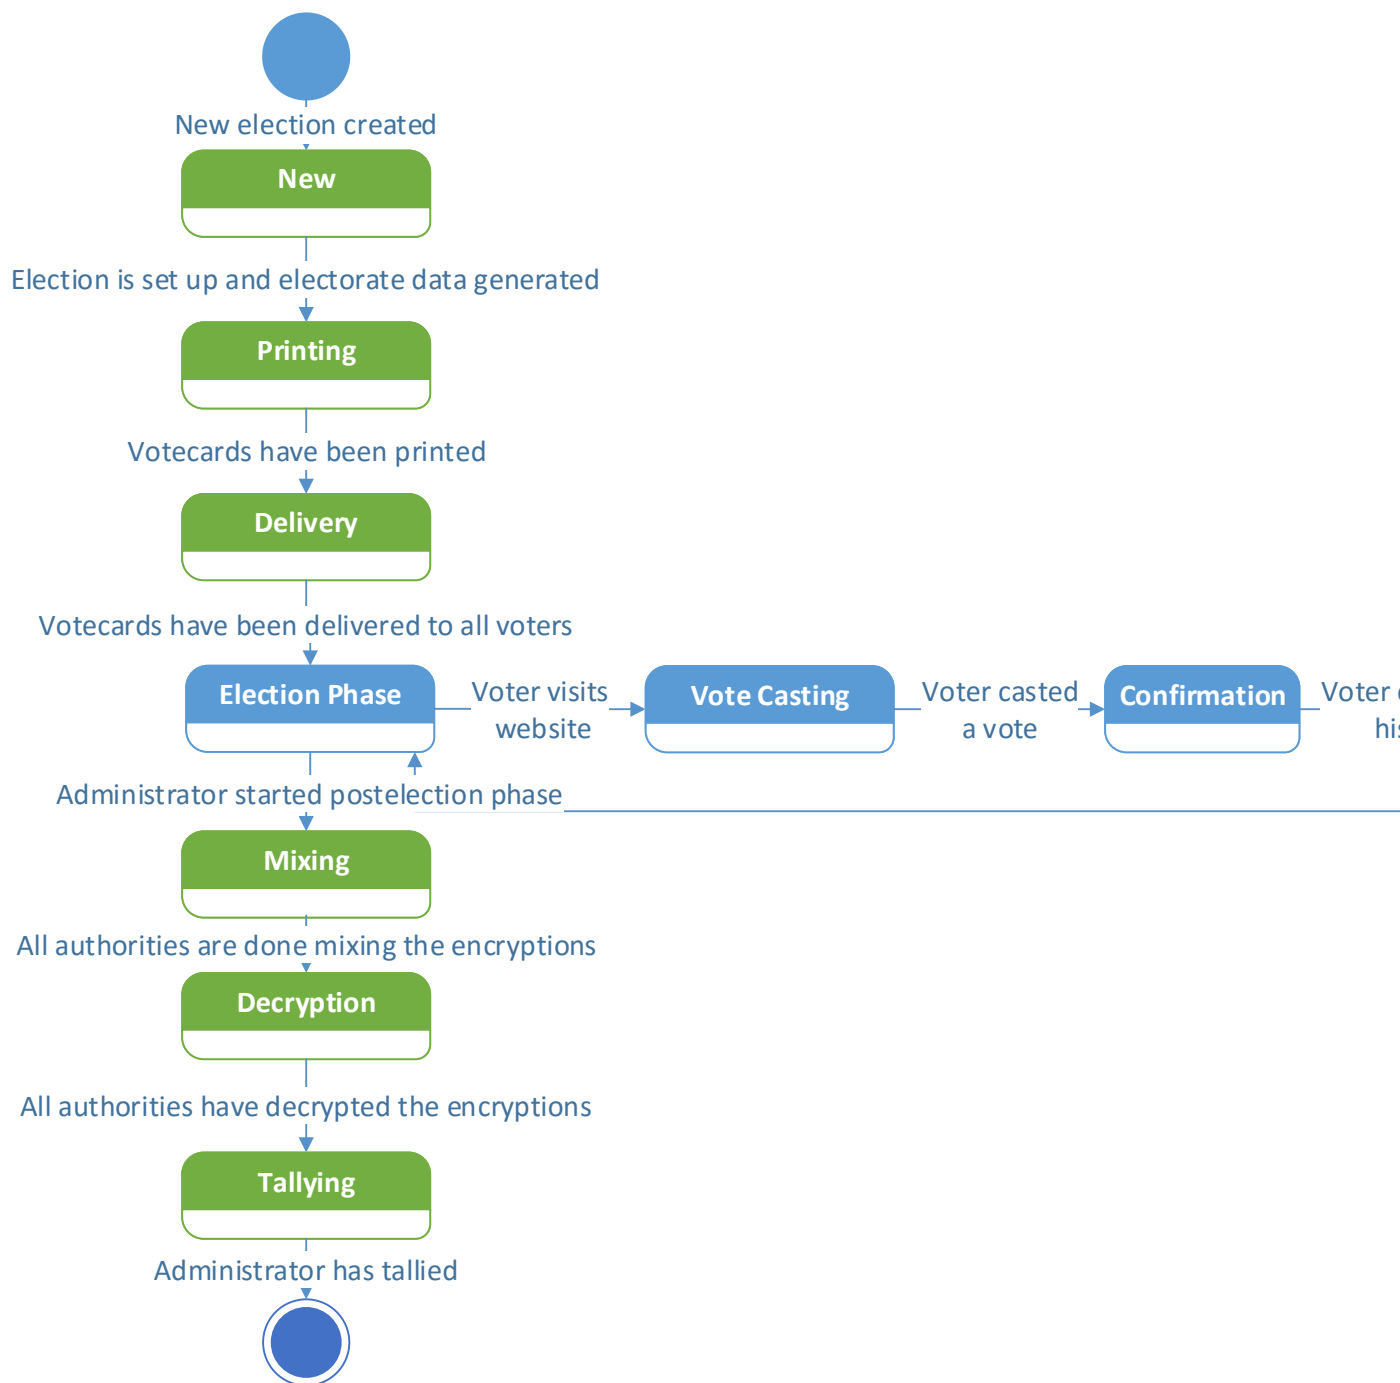 New election created
New
Election is set up and electorate data generated
Printing
Votecards have been printed
Delivery
Votecards have been delivered to all voters
Election Phase
Voter visits
website
Vote Casting
Voter casted
a vote
Confirmation
Voter
Administrator started postelection phase
Mixing
All authorities are done mixing the encryptions
Decryption
All authorities have decrypted the encryptions
Tallying
Administrator has tallied